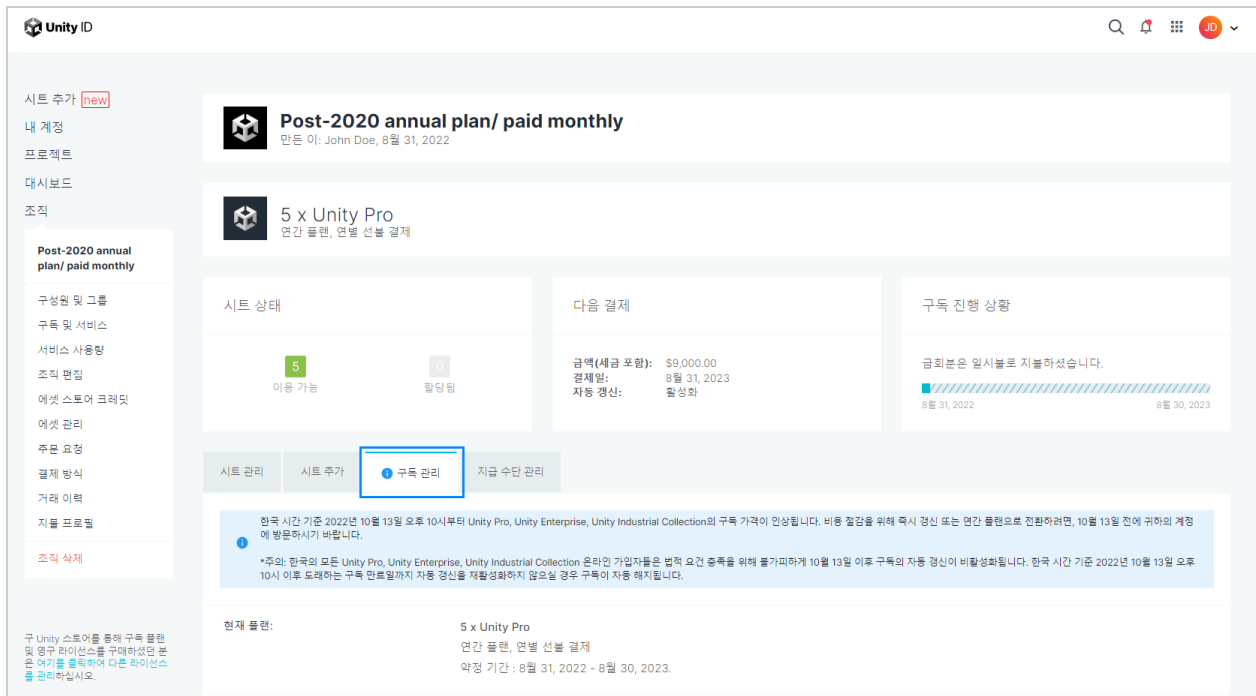 Unity ID
JD
시트 추가 new
내 계정
프로젝트
대시보드
조직
Post-2020 annual
plan/ paid monthly
구성원 및 그룹
구독 및 서비스
서비스 사용량
조직 편집
에셋 스토어 크레딧
에셋 관리
주문 요청
결제 방식
거래 이력
지불 프로필
조직 삭제
구 Unity 스토어를 통해 구독 플랜
및 영구 라이선스를 구매하셨던 분
은 여기를 클릭하여 다른 라이선스
를 관리하십시오.
Post-2020 annual plan/ paid monthly
만든 이: John Doe, 8월 31, 2022
5 x Unity Pro
연간 플랜, 연별 선불 결제
시트 상태
5
이용 가능
0
할당됨
다음 결제
금액(세금 포함): $9,000.00
결제일: 8월 31, 2023
자동 갱신: 활성화
구독 진행 상황
금회분은 일시불로 지불하셨습니다.
8월 31, 2022 8월 30, 2023
시트 관리 시트 추가 구독 관리 지급 수단 관리
한국 시간 기준 2022년 10월 13일 오후 10시부터 Unity Pro, Unity Enterprise, Unity Industrial Collection의 구독 가격이 인상됩니다. 비용 절감을 위해 즉시 갱신 또는 연간 플랜으로 전환하려면, 10월 13일 전에 귀하의 계정
에 방문하시기 바랍니다.
*주의: 한국의 모든 Unity Pro, Unity Enterprise, Unity Industrial Collection 온라인 가입자들은 법적 요건 충족을 위해 불가피하게 10월 13일 이후 구독의 자동 갱신이 비활성화됩니다. 한국 시간 기준 2022년 10월 13일 오후
10시 이후 도래하는 구독 만료일까지 자동 갱신을 재활성화하지 않으실 경우 구독이 자동 해지됩니다.
현재 플랜: 5 x Unity Pro
연간 플랜, 연별 선불 결제
약정 기간 : 8월 31, 2022 - 8월 30, 2023.